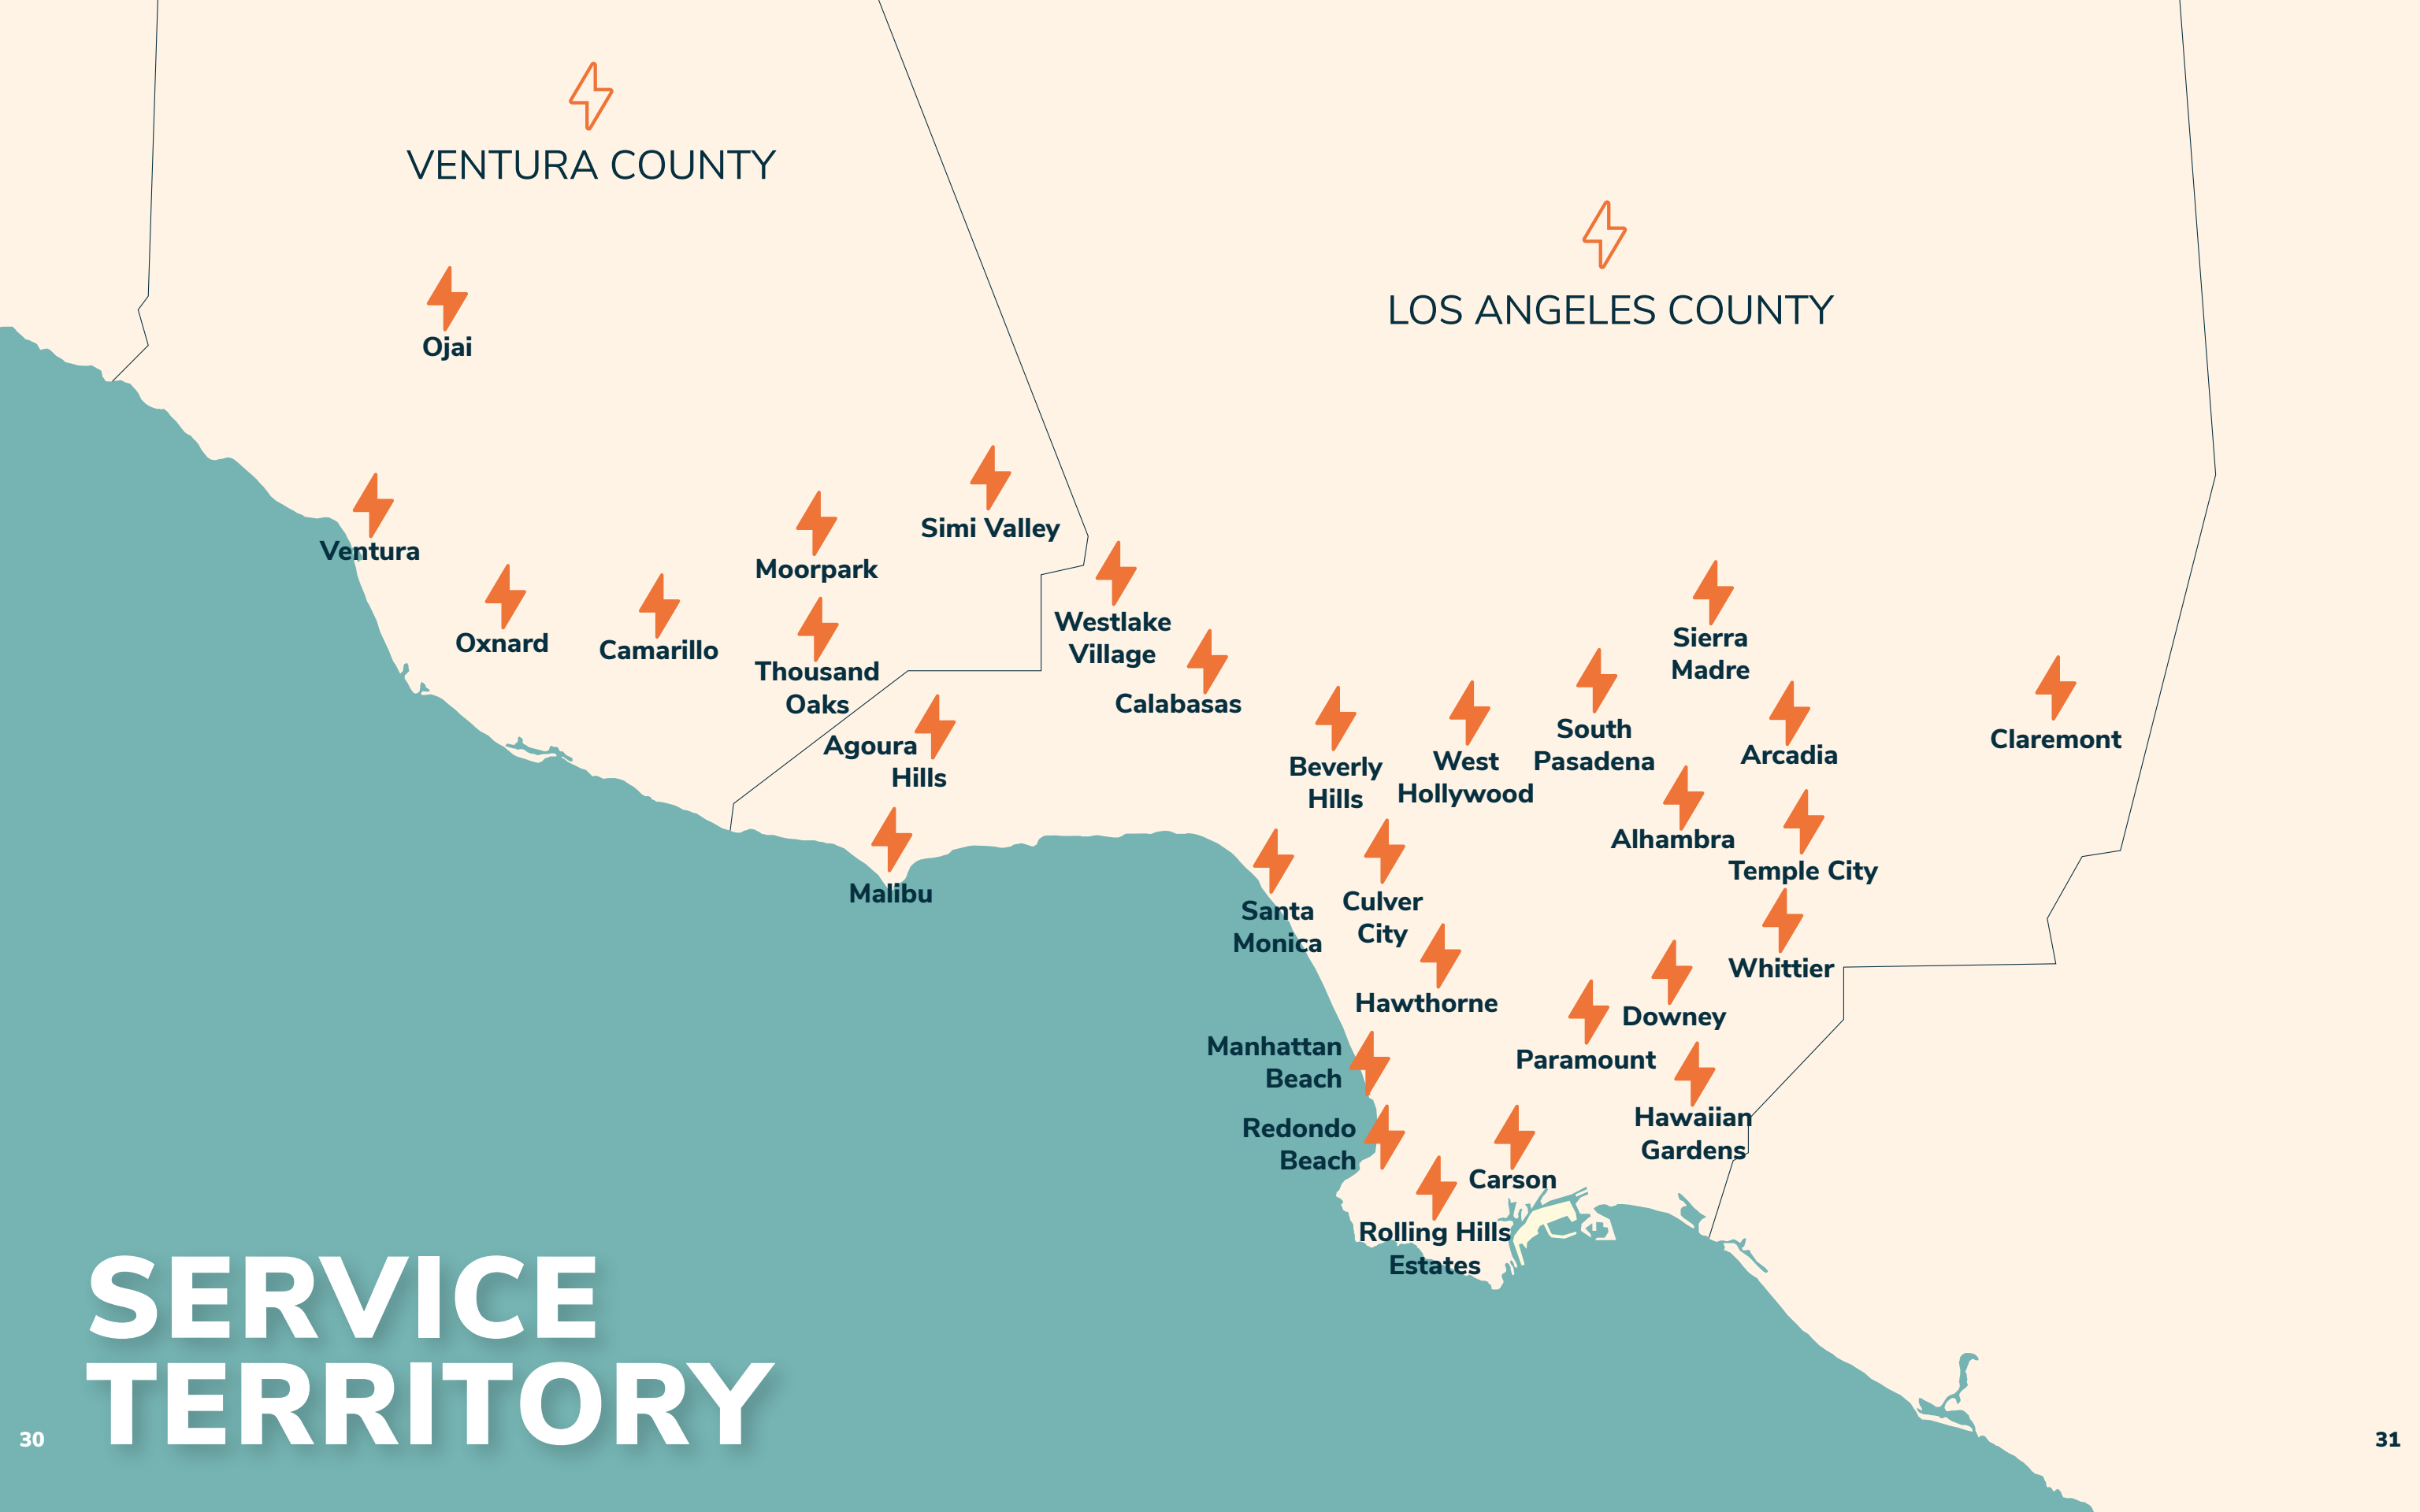 VENTURA COUNTY
LOS ANGELES COUNTY
Ojai
Ventura
Oxnard
Camarillo
Moorpark
Simi Valley
Thousand
Oaks
Agoura
Hills
Malibu
Westlake
Village
Calabasas
Beverly
Hills
West
Hollywood
South
Pasadena
Sierra
Madre
Arcadia
Claremont
Alhambra
Temple City
Santa
Monica
Culver
City
Whittier
Hawthorne
Downey
Paramount
Manhattan
Beach
Hawaiian
Gardens
Redondo
Beach
Carson
Rolling Hills
Estates
SERVICE
TERRITORY
30
31